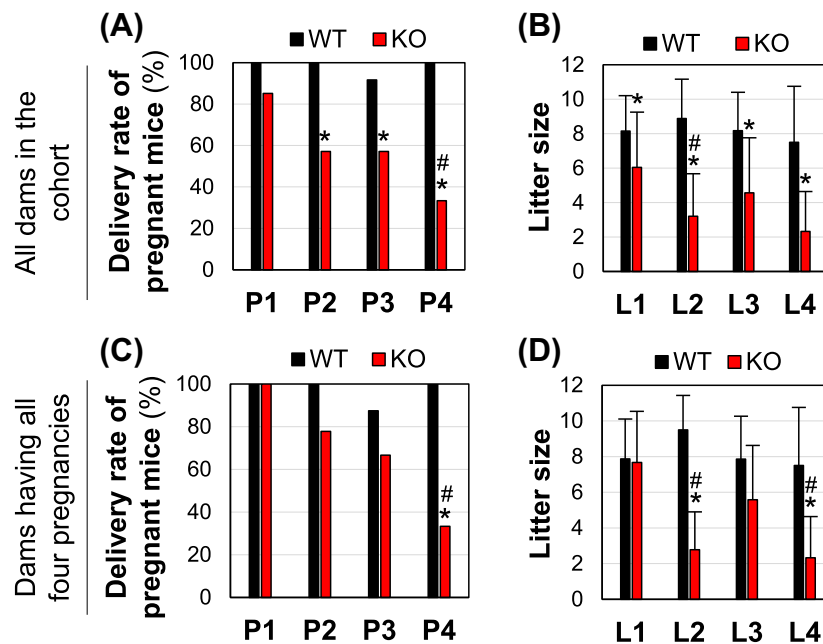 (A)
WT KO
All dams in the
cohort
Delivery rate of
pregnant mice (%)
100
80
60
40
20
0
* * # *
P1 P2 P3 P4
(B)
WT KO
Litter size
12
10
8
6
4
2
0
* # * * *
L1 L2 L3 L4
(C)
WT KO
Dams having all
four pregnancies
Delivery rate of
pregnant mice (%)
100
80
60
40
20
0
#
*
P1 P2 P3 P4
(D)
WT KO
Litter size
12
10
8
6
4
2
0
# #
* *
L1 L2 L3 L4